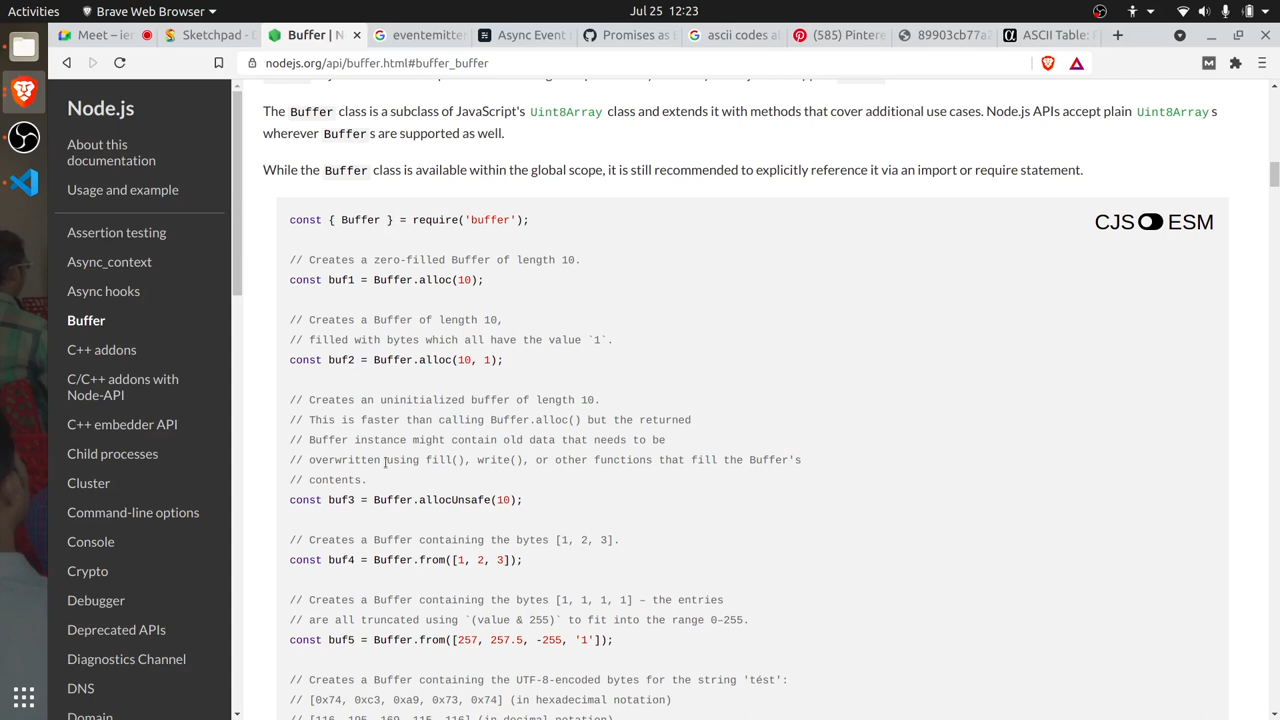 Activities
Brave Web Browser
Jul 25 12:23
Meet – ier
Sketchpad -
Buffer | N
eventemitter
Async Event
Promises as E
ascii codes al
(585) Pintere
89903cb77a2
ASCII Table:
nodejs.org/api/buffer.html#buffer_buffer
Node.js
About this
documentation
Usage and example
Assertion testing
Async_context
Async hooks
Buffer
C++ addons
C/C++ addons with
Node-API
C++ embedder API
Child processes
Cluster
Command-line options
Console
Crypto
Debugger
Deprecated APIs
Diagnostics Channel
DNS
Domain
The Buffer class is a subclass of JavaScript's Uint8Array class and extends it with methods that cover additional use cases. Node.js APIs accept plain Uint8Array s
wherever Buffer s are supported as well.
While the Buffer class is available within the global scope, it is still recommended to explicitly reference it via an import or require statement.
CJS ESM
const { Buffer } = require('buffer');
// Creates a zero-filled Buffer of length 10.
const buf1 = Buffer.alloc(10);
// Creates a Buffer of length 10,
// filled with bytes which all have the value `1`.
const buf2 = Buffer.alloc(10, 1);
// Creates an uninitialized buffer of length 10.
// This is faster than calling Buffer.alloc() but the returned
// Buffer instance might contain old data that needs to be
// overwritten using fill(), write(), or other functions that fill the Buffer's
// contents.
const buf3 = Buffer.allocUnsafe(10);
// Creates a Buffer containing the bytes [1, 2, 3].
const buf4 = Buffer.from([1, 2, 3]);
// Creates a Buffer containing the bytes [1, 1, 1, 1] – the entries
// are all truncated using `(value & 255)` to fit into the range 0–255.
const buf5 = Buffer.from([257, 257.5, -255, '1']);
// Creates a Buffer containing the UTF-8-encoded bytes for the string 'tést':
// [0x74, 0xc3, 0xa9, 0x73, 0x74] (in hexadecimal notation)
// [116, 195, 169, 115, 116] (in decimal notation)